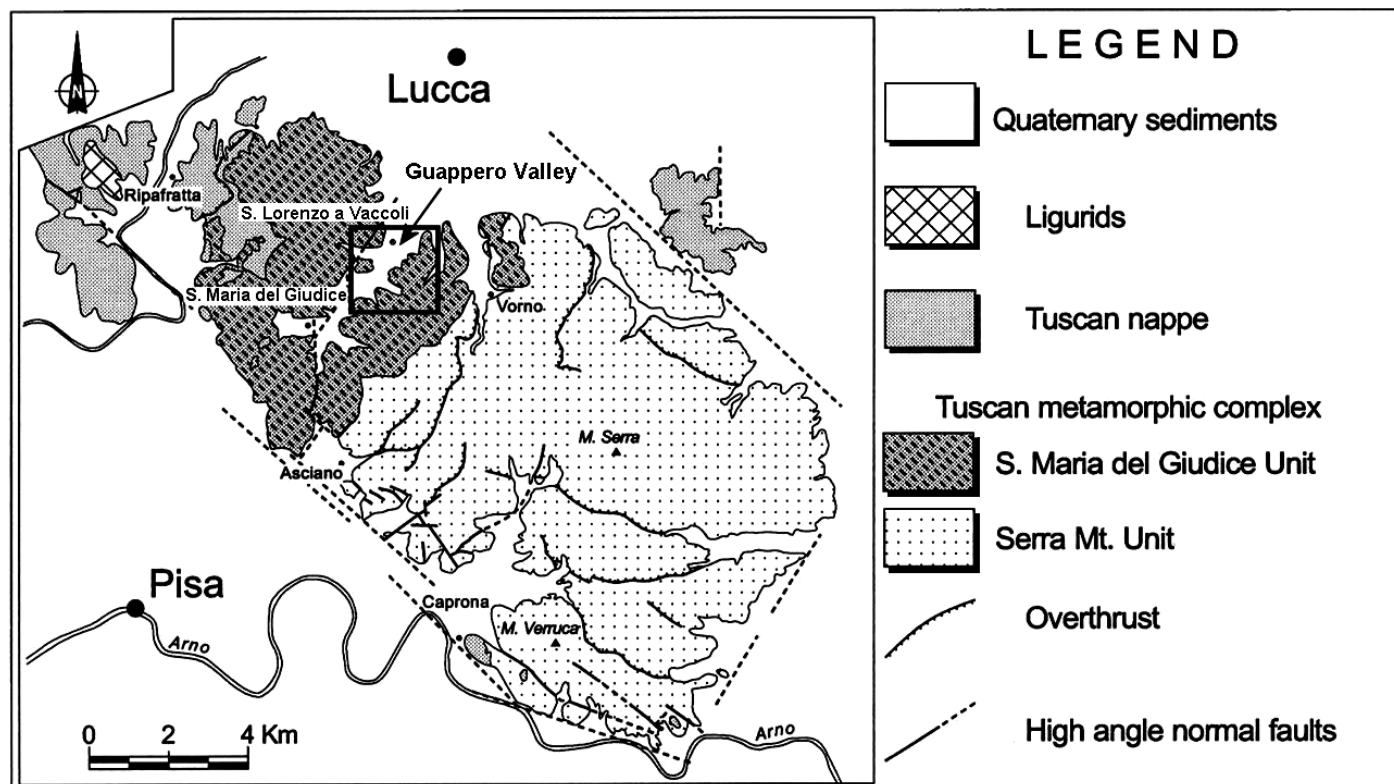 N
Lucca
Guappero Valley
Ripafratta
S. Lorenzo a Vaccoli
S. Maria del Giudice
Vorno
M. Serra
Asciano
Pisa
Caprona
M. Verruca
Arno
Arno
0 2 4 Km
LEGEND
Quaternary sediments
Ligurids
Tuscan nappe
Tuscan metamorphic complex
S. Maria del Giudice Unit
Serra Mt. Unit
Overthrust
High angle normal faults